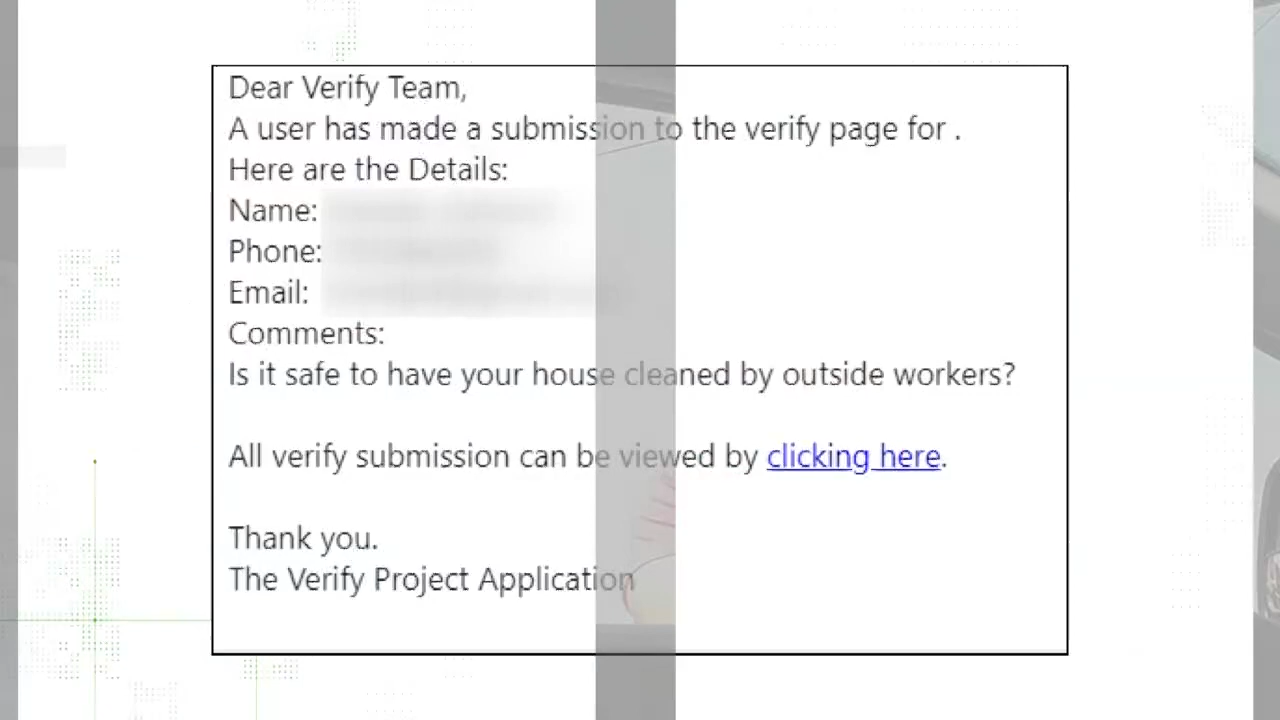 Dear Verify Team,
A user has made a submission to the verify page for .
Here are the Details:
Name:
Phone:
Email:
Comments:
Is it safe to have your house cleaned by outside workers?
All verify submission can be viewed by clicking here.
Thank you.
The Verify Project Application